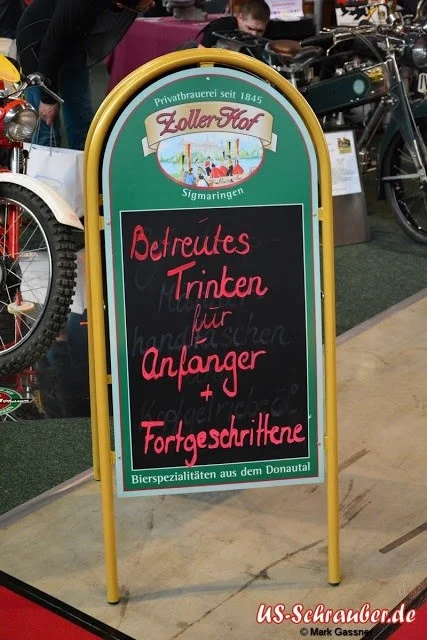 Privatbrauerei seit 1845
Zoller-Hof
Sigmaringen
Betreutes
Trinken
für
Anfänger
+
Fortgeschrittene
Bierspezialitäten aus dem Donautal
US-Schrauber.de
© Mark Gassner